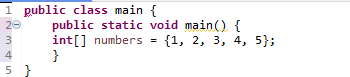 1 public class main {
2 public static void main() {
3 int[] numbers = {1, 2, 3, 4, 5};
4 }
5 }